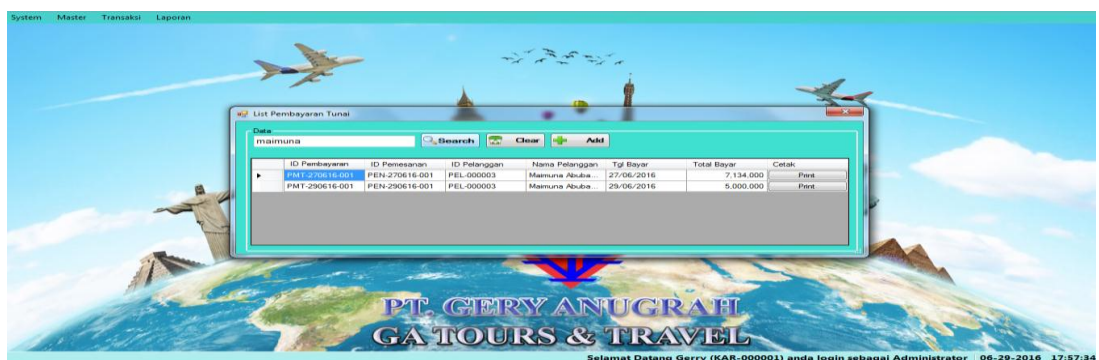 System Master Transaksi Laporan
List Pembayaran Tunai
Data
maimuna Search Clear Add
ID Pembayaran ID Pemesanan ID Pelanggan Nama Pelanggan Tgl Bayar Total Bayar Cetak
PMT-270616-001 PEN-270616-001 PEL-000003 Maimuna Abuba... 27/06/2016 7,134,000 Print
PMT-290616-001 PEN-290616-001 PEL-000003 Maimuna Abuba... 29/06/2016 5,000,000 Print
PT. GERY ANUGRAH
GA TOURS & TRAVEL
Selamat Datang Gerry (KAR-000001) anda login sebagai Administrator 06-29-2016 17:57:34